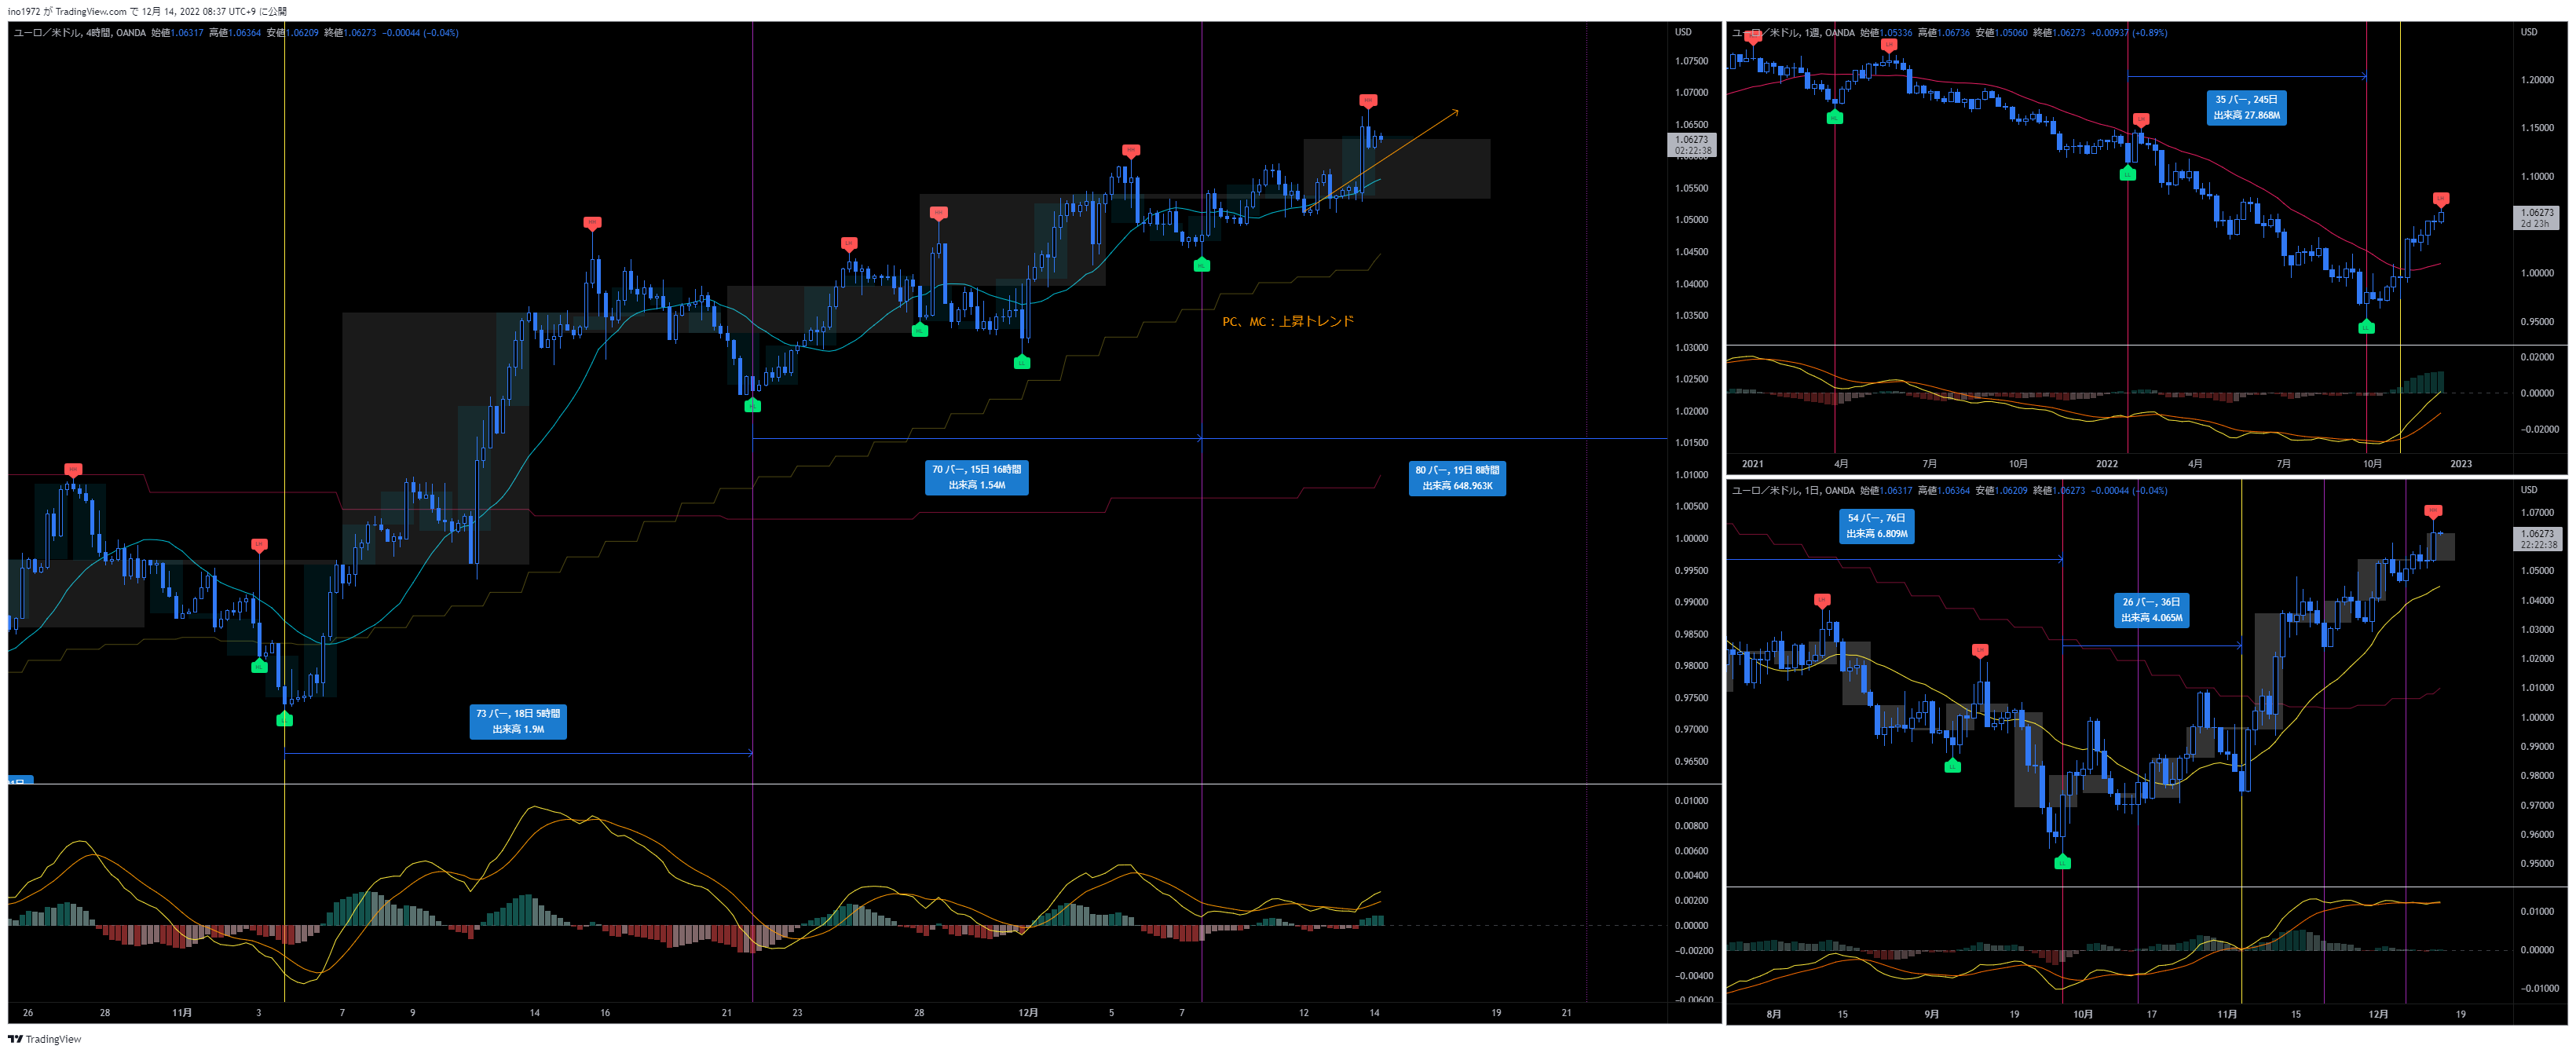 ino1972 が TradingView.com で 12月 14, 2022 08:37 UTC+9 に公開
ユーロ／米ドル, 4時間, OANDA 始値1.06317 高値1.06364 安値1.06209 終値1.06273 −0.00044 (−0.04%)
USD
1.07500
1.07000
1.06500
1.06273
02:22:38
1.06000
1.05500
1.05000
1.04500
1.04000
1.03500
1.03000
1.02500
1.02000
1.01500
1.01000
1.00500
1.00000
0.99500
0.99000
0.98500
0.98000
0.97500
0.97000
0.96500
PC、MC：上昇トレンド
70 バー, 15日 16時間
出来高 1.54M
80 バー, 19日 8時間
出来高 648.963K
73 バー, 18日 5時間
出来高 1.9M
0.01000
0.00800
0.00600
0.00400
0.00200
0.00000
−0.00200
−0.00400
−0.00600
26 28 11月 3 7 9 14 16 21 23 28 12月 5 7 12 14 19 21
ユーロ／米ドル, 1週, OANDA 始値1.05336 高値1.06736 安値1.05060 終値1.06273 +0.00937 (+0.89%)
USD
35 バー, 245日
出来高 27.868M
1.20000
1.15000
1.10000
1.06273
2d 23h
1.00000
0.95000
0.02000
0.00000
−0.02000
2021 4月 7月 10月 2022 4月 7月 10月 2023
ユーロ／米ドル, 1日, OANDA 始値1.06317 高値1.06364 安値1.06209 終値1.06273 −0.00044 (−0.04%)
USD
54 バー, 76日
出来高 6.809M
26 バー, 36日
出来高 4.065M
1.07000
1.06273
22:22:38
1.05000
1.04000
1.03000
1.02000
1.01000
1.00000
0.99000
0.98000
0.97000
0.96000
0.95000
0.01000
0.00000
−0.01000
8月 15 9月 19 10月 17 11月 15 12月 19
TradingView